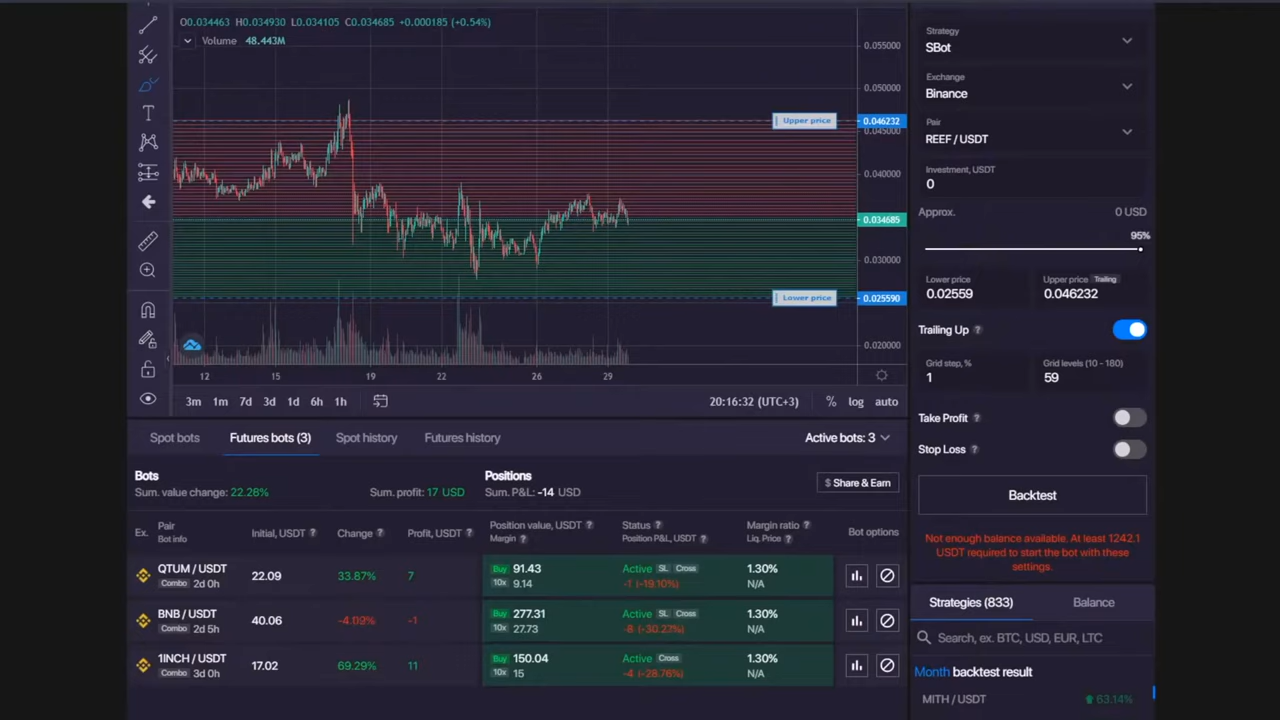 O0.034463 H0.034930 L0.034105 C0.034685 +0.000185 (+0.54%)
Volume 48.443M
0.055000
0.050000
Upper price 0.046232
0.045000
0.040000
0.034685
0.030000
Lower price 0.025590
0.020000
12 15 19 22 26 29
3m 1m 7d 3d 1d 6h 1h 20:16:32 (UTC+3) % log auto
Spot bots Futures bots (3) Spot history Futures history Active bots: 3
Bots Positions
Sum. value change: 22.28% Sum. profit: 17 USD Sum. P&L: -14 USD $ Share & Earn
Ex. Pair Initial, USDT ? Change ? Profit, USDT ? Position value, USDT ? Status ? Margin ratio ? Bot options
Bot info Margin ? Position P&L, USDT ? Liq. Price ?
QTUM / USDT 22.09 33.87% 7 Buy 91.43 Active SL Cross 1.30%
Combo 2d 0h 10x 9.14 -1 (-19.10%) N/A
BNB / USDT 40.06 -4.09% -1 Buy 277.31 Active SL Cross 1.30%
Combo 2d 5h 10x 27.73 -8 (-30.27%) N/A
1INCH / USDT 17.02 69.29% 11 Buy 150.04 Active Cross 1.30%
Combo 3d 0h 10x 15 -4 (-28.76%) N/A
Strategy
SBot
Exchange
Binance
Pair
REEF / USDT
Investment, USDT
0
Approx. 0 USD
95%
Lower price Upper price Trailing
0.02559 0.046232
Trailing Up ?
Grid step, % Grid levels (10 - 180)
1 59
Take Profit ?
Stop Loss ?
Backtest
Not enough balance available. At least 1242.1
USDT required to start the bot with these
settings.
Strategies (833) Balance
Search, ex. BTC, USD, EUR, LTC
Month backtest result
MITH / USDT 63.14%